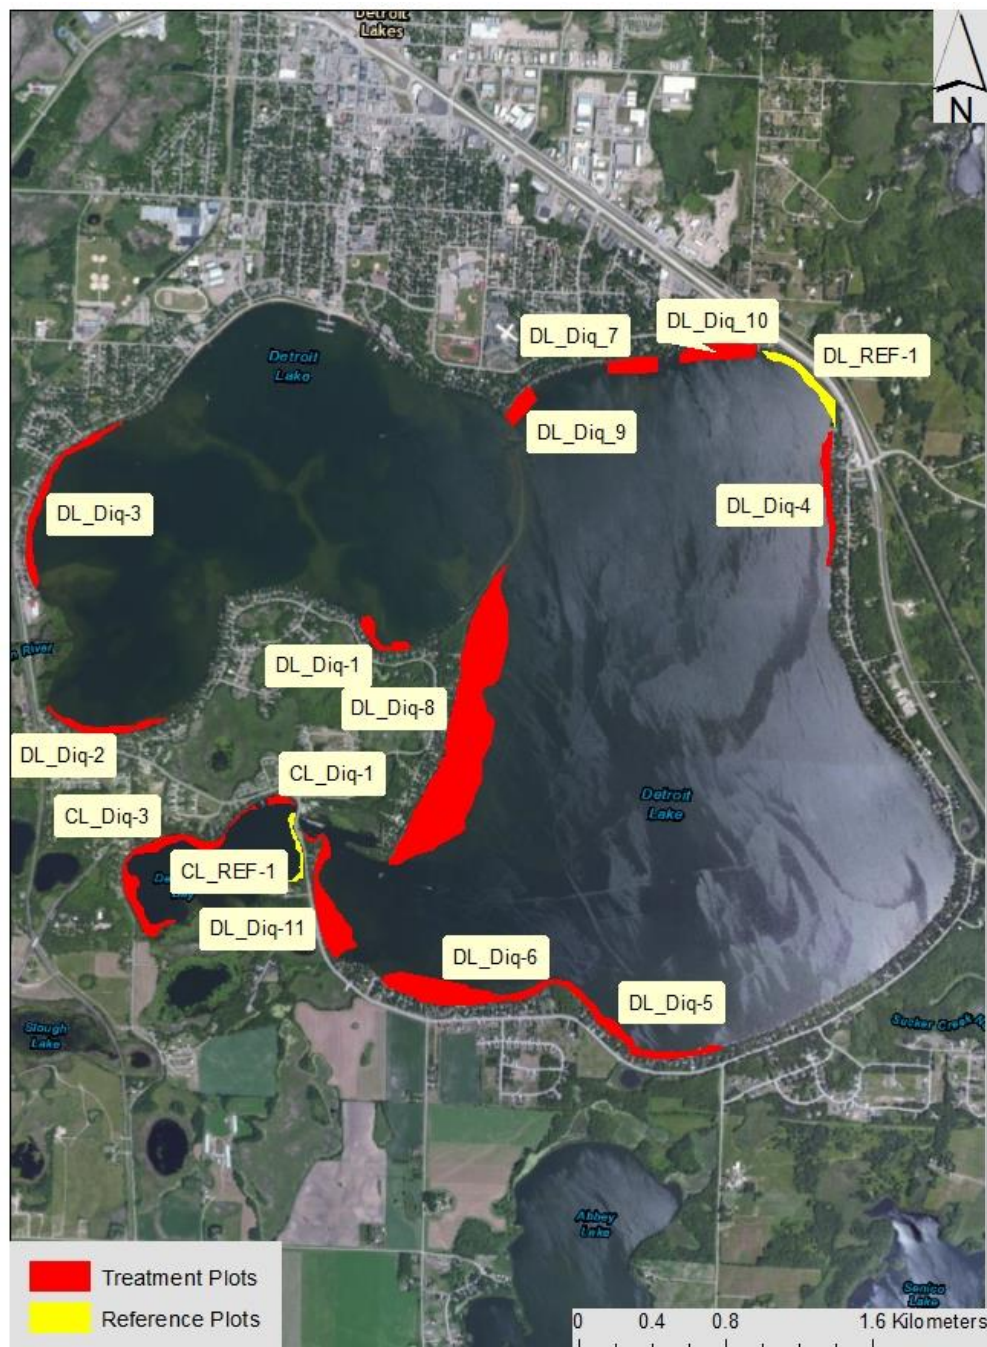 Detroit
Lakes
N
DL_Diq_7
DL_Diq_10
DL_REF-1
Detroit
Lake
DL_Diq_9
DL_Diq-3
DL_Diq-4
River
DL_Diq-1
DL_Diq-8
DL_Diq-2
CL_Diq-1
Detroit
Lake
CL_Diq-3
CL_REF-1
DL_Diq-11
DL_Diq-6
DL_Diq-5
Slough
Lake
Sucker Creek
Abbey
Lake
Treatment Plots
Reference Plots
Senica
Lake
0 0.4 0.8 1.6 Kilometers